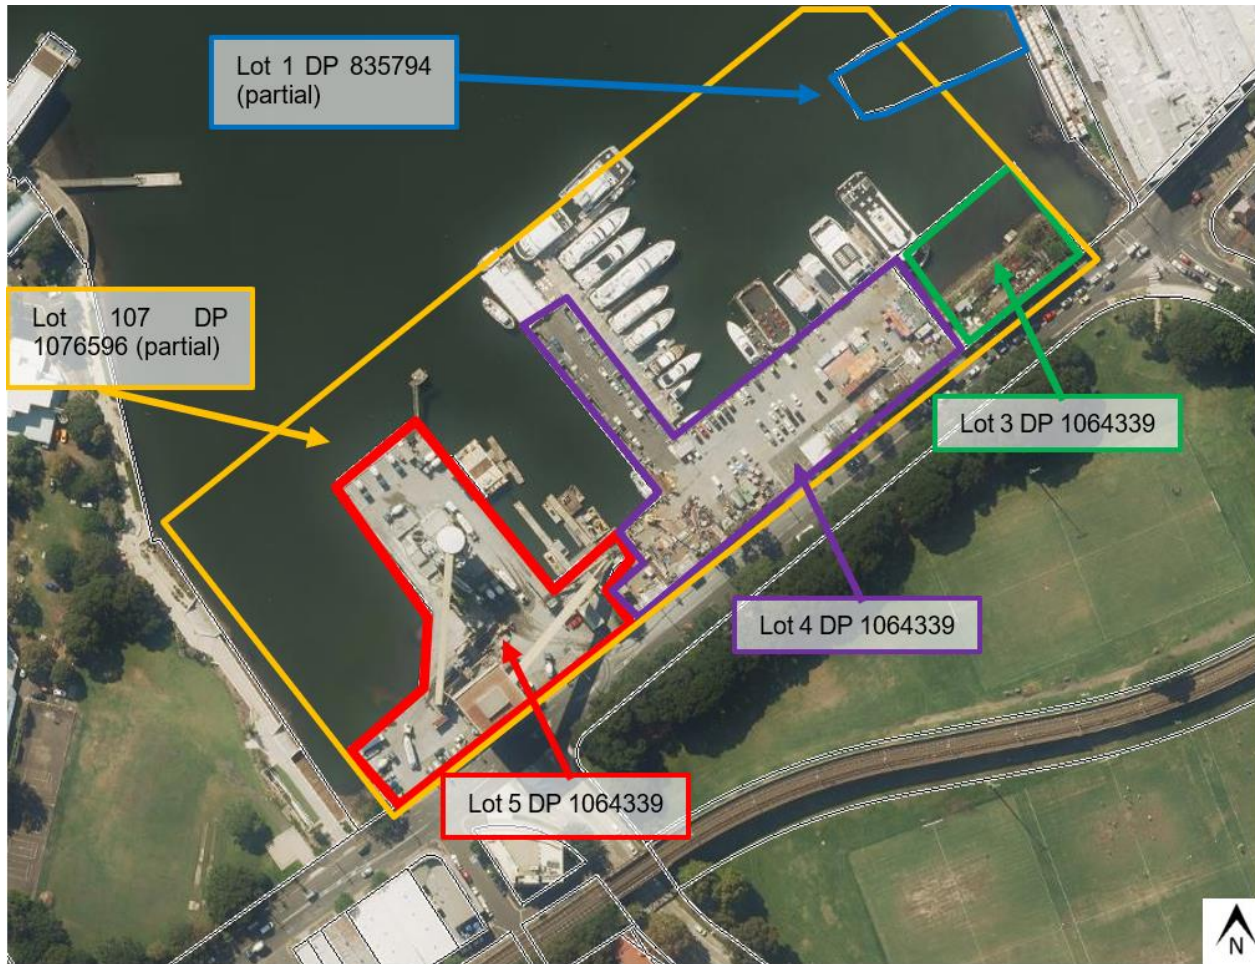 Lot 1 DP 835794
(partial)
Lot 107 DP
1076596 (partial)
Lot 3 DP 1064339
Lot 4 DP 1064339
Lot 5 DP 1064339
N